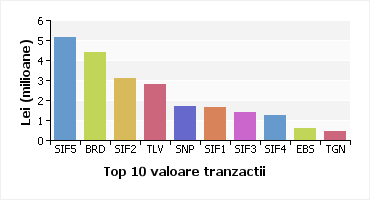 6
5
4
3
2
1
0
Lei (milioane)
SIF5 BRD SIF2 TLV SNP SIF1 SIF3 SIF4 EBS TGN
Top 10 valoare tranzactii